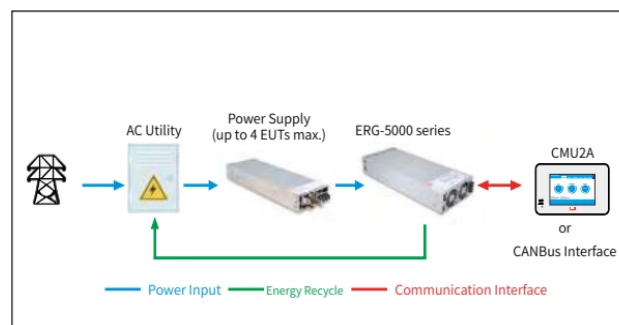 Power Supply
(up to 4 EUTs max.)
AC Utility
ERG-5000 series
CMU2A
or
CANBus Interface
Power Input
Energy Recycle
Communication Interface